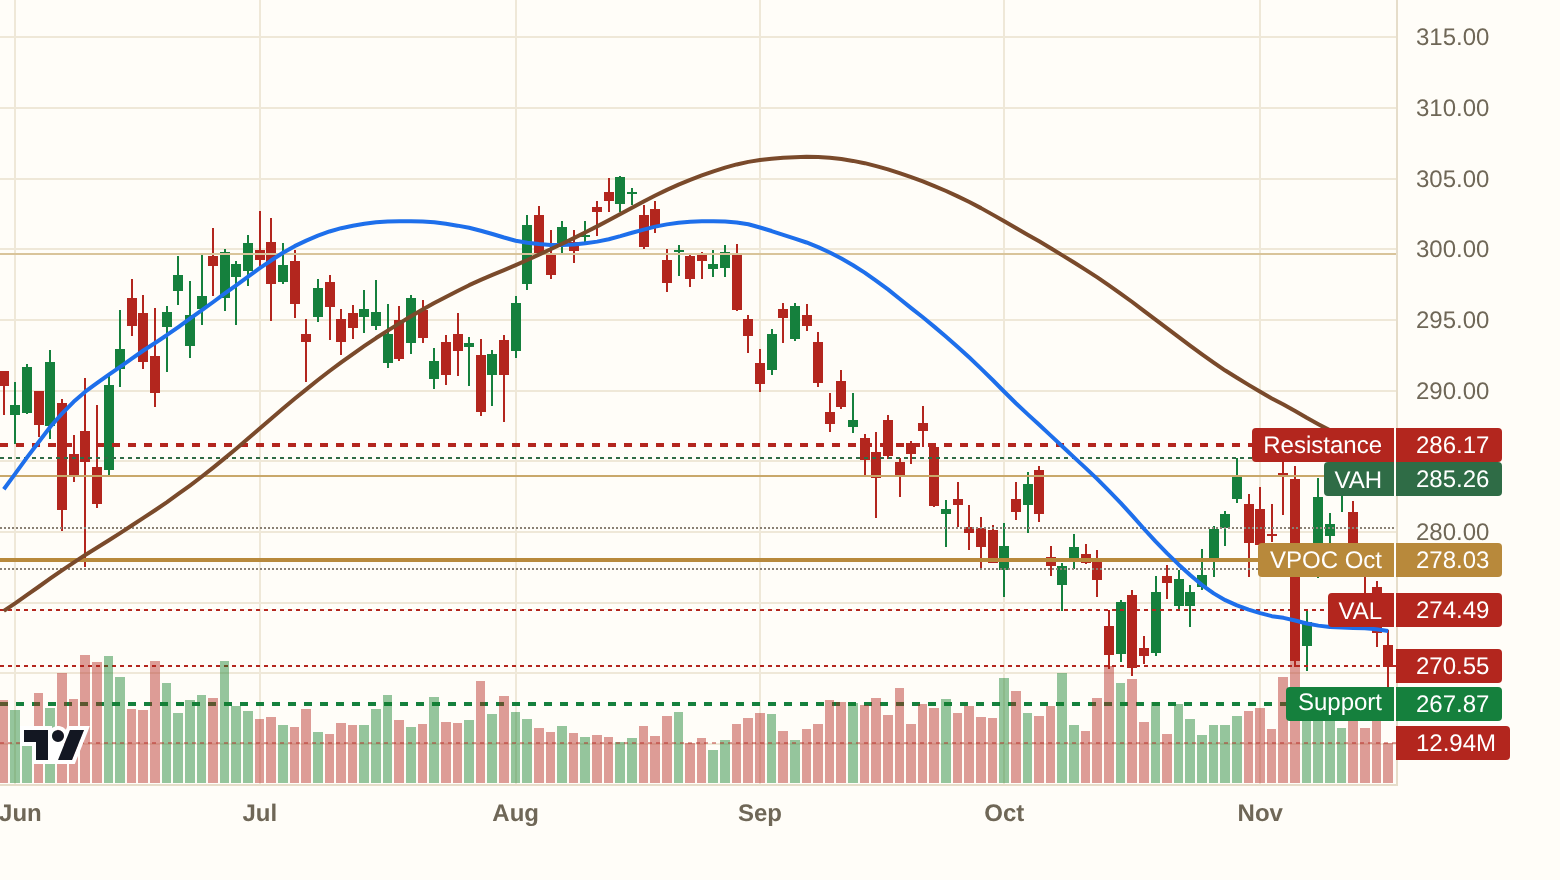 315.00
310.00
305.00
300.00
295.00
290.00
Resistance 286.17
VAH 285.26
280.00
VPOC Oct 278.03
VAL 274.49
270.55
Support 267.87
12.94M
Jun Jul Aug Sep Oct Nov